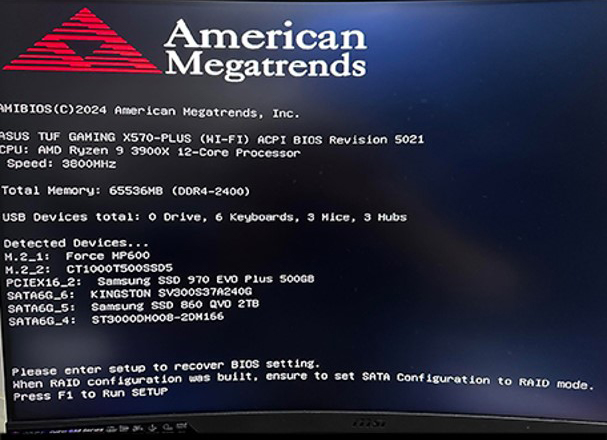 American
Megatrends
AMIBIOS(C)2024 American Megatrends, Inc.
ASUS TUF GAMING X570-PLUS (WI-FI) ACPI BIOS Revision 5021
CPU: AMD Ryzen 9 3900X 12-Core Processor
Speed: 3800MHz
Total Memory: 65536MB (DDR4-2400)
USB Devices total: 0 Drive, 6 Keyboards, 3 Mice, 3 Hubs
Detected Devices...
M.2_1: Force MP600
M.2_2: CT1000T500SSD5
PCIEX16_2: Samsung SSD 970 EVO Plus 500GB
SATA6G_6: KINGSTON SV300S37A240G
SATA6G_5: Samsung SSD 860 QVO 2TB
SATA6G_4: ST3000DM008-2DM166
Please enter setup to recover BIOS setting.
When RAID configuration was built, ensure to set SATA Configuration to RAID mode.
Press F1 to Run SETUP
msi